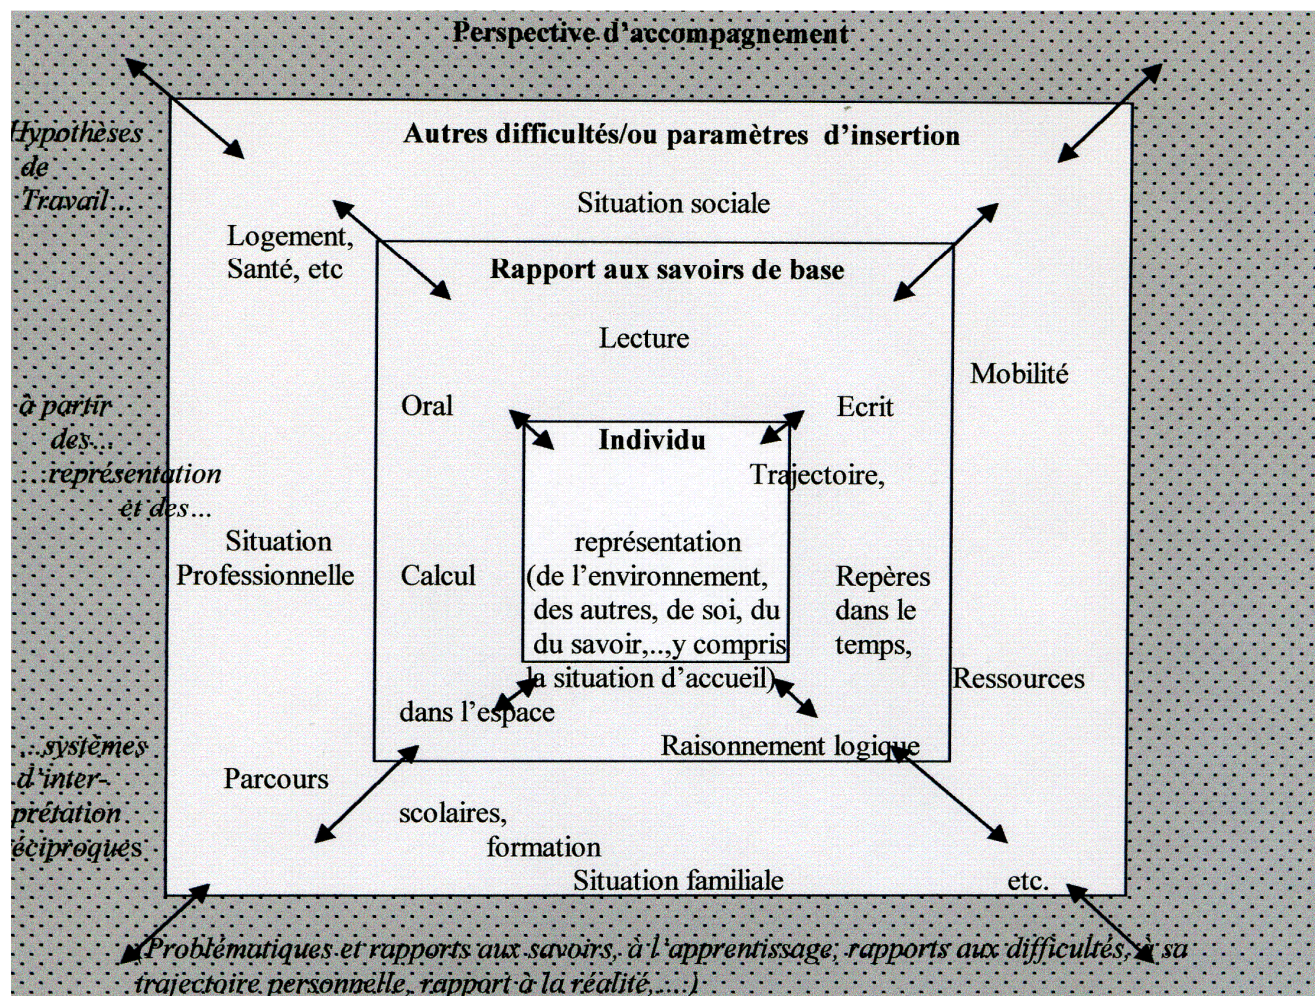 Perspective d'accompagnement
Hypothèses
de
Travail…
Autres difficultés/ou paramètres d'insertion
Situation sociale
Logement,
Santé, etc
Rapport aux savoirs de base
Lecture
Mobilité
Oral
Ecrit
à partir
des…
…représentation
et des…
Individu
Trajectoire,
Situation
Professionnelle
Calcul
représentation
(de l'environnement,
des autres, de soi, du
du savoir,..,y compris
la situation d'accueil)
Repères
dans le
temps,
Ressources
dans l'espace
Raisonnement logique
…systèmes
d'inter-
prétation
éciproques
Parcours
scolaires,
formation
Situation familiale
etc.
(Problématiques et rapports aux savoirs, à l'apprentissage, rapports aux difficultés, à sa
trajectoire personnelle, rapport à la réalité,…)